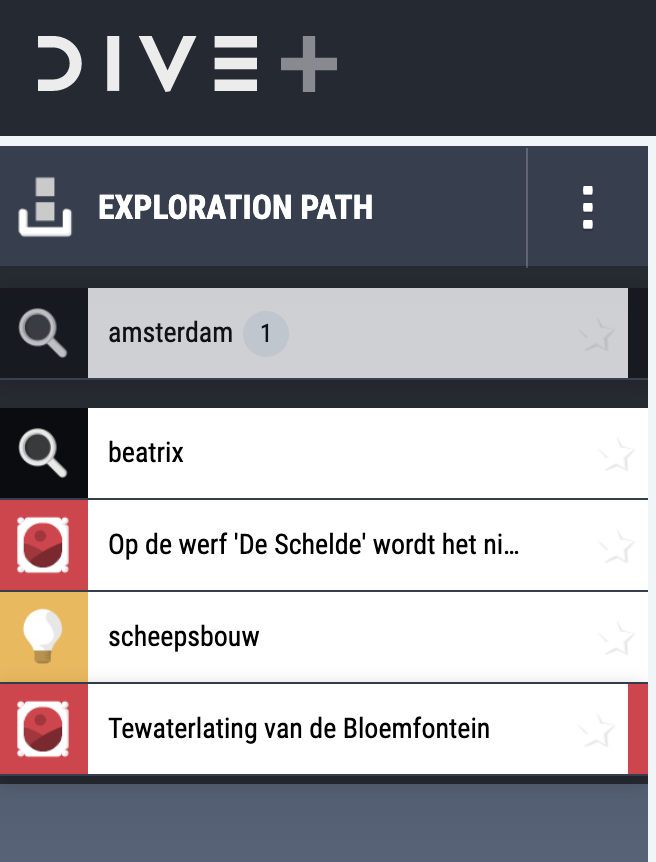 DIVE+
EXPLORATION PATH
amsterdam 1
beatrix
Op de werf 'De Schelde' wordt het ni...
scheepsbouw
Tewaterlating van de Bloemfontein